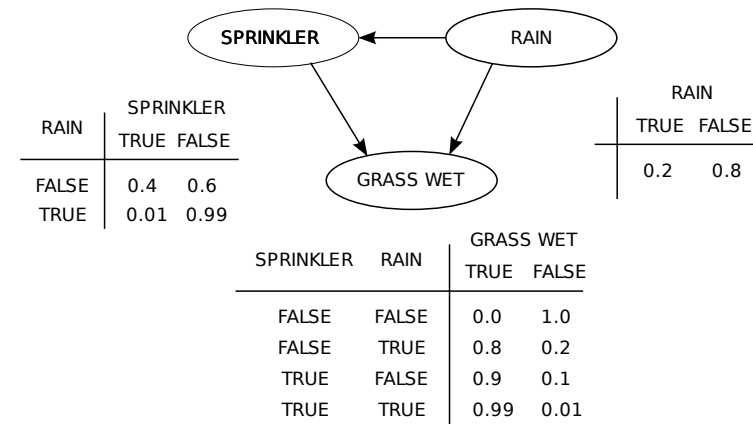 SPRINKLER RAIN
GRASS WET
SPRINKLER
RAIN TRUE FALSE
FALSE 0.4 0.6
TRUE 0.01 0.99
RAIN
TRUE FALSE
0.2 0.8
GRASS WET
SPRINKLER RAIN TRUE FALSE
FALSE FALSE 0.0 1.0
FALSE TRUE 0.8 0.2
TRUE FALSE 0.9 0.1
TRUE TRUE 0.99 0.01